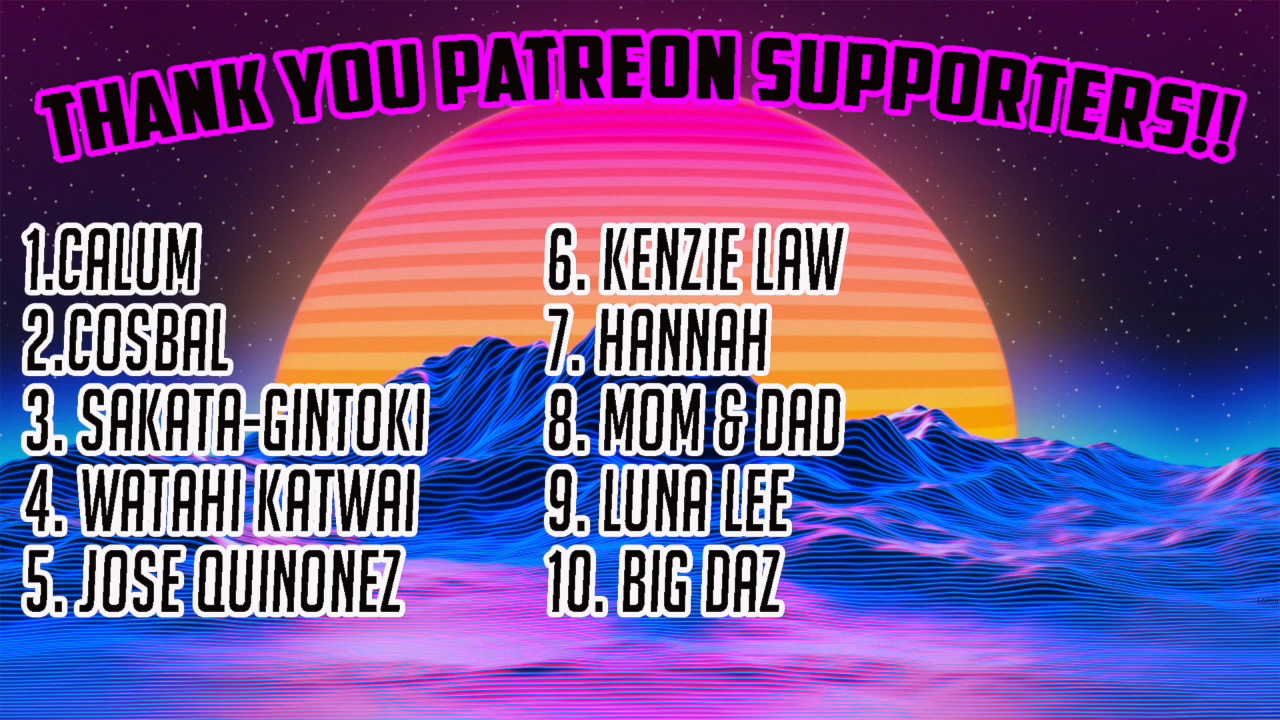 THANK YOU PATREON SUPPORTERS!!
1.CALUM
2.COSBAL
3. SAKATA-GINTOKI
4. WATAHI KATWAI
5. JOSE QUINONEZ
6. KENZIE LAW
7. HANNAH
8. MOM & DAD
9. LUNA LEE
10. BIG DAZ